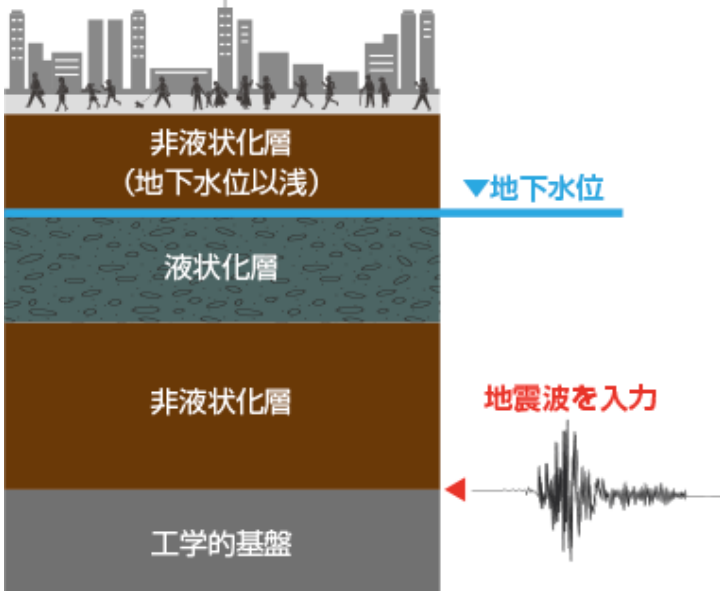 非液状化層
（地下水位以浅）
▼地下水位
液状化層
非液状化層
地震波を入力
工学的基盤